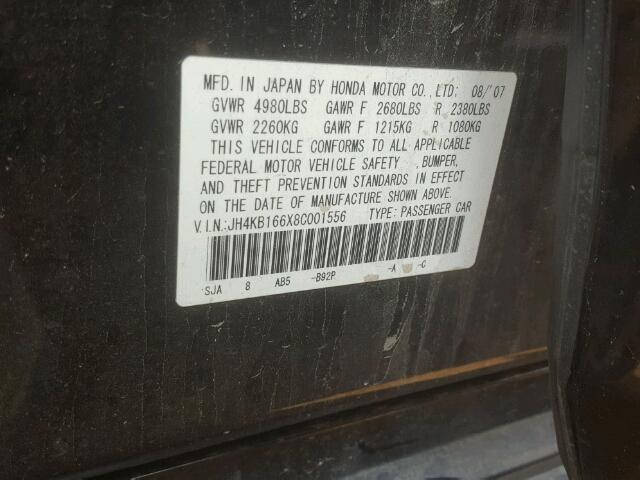 MFD. IN JAPAN BY HONDA MOTOR CO.,LTD: 08/'07
GVWR 4980LBS GAWR F 2680LBS R 2380LBS
GVWR 2260KG GAWR F 1215KG R 1080KG
THIS VEHICLE CONFORMS TO ALL APPLICABLE
FEDERAL MOTOR VEHICLE SAFETY ,BUMPER,
AND THEFT PREVENTION STANDARDS IN EFFECT
ON THE DATE OF MANUFACTURE SHOWN ABOVE.
V.I.N.:JH4KB166X8C001556 TYPE: PASSENGER CAR
SJA 8 AB5 -B92P -A -C